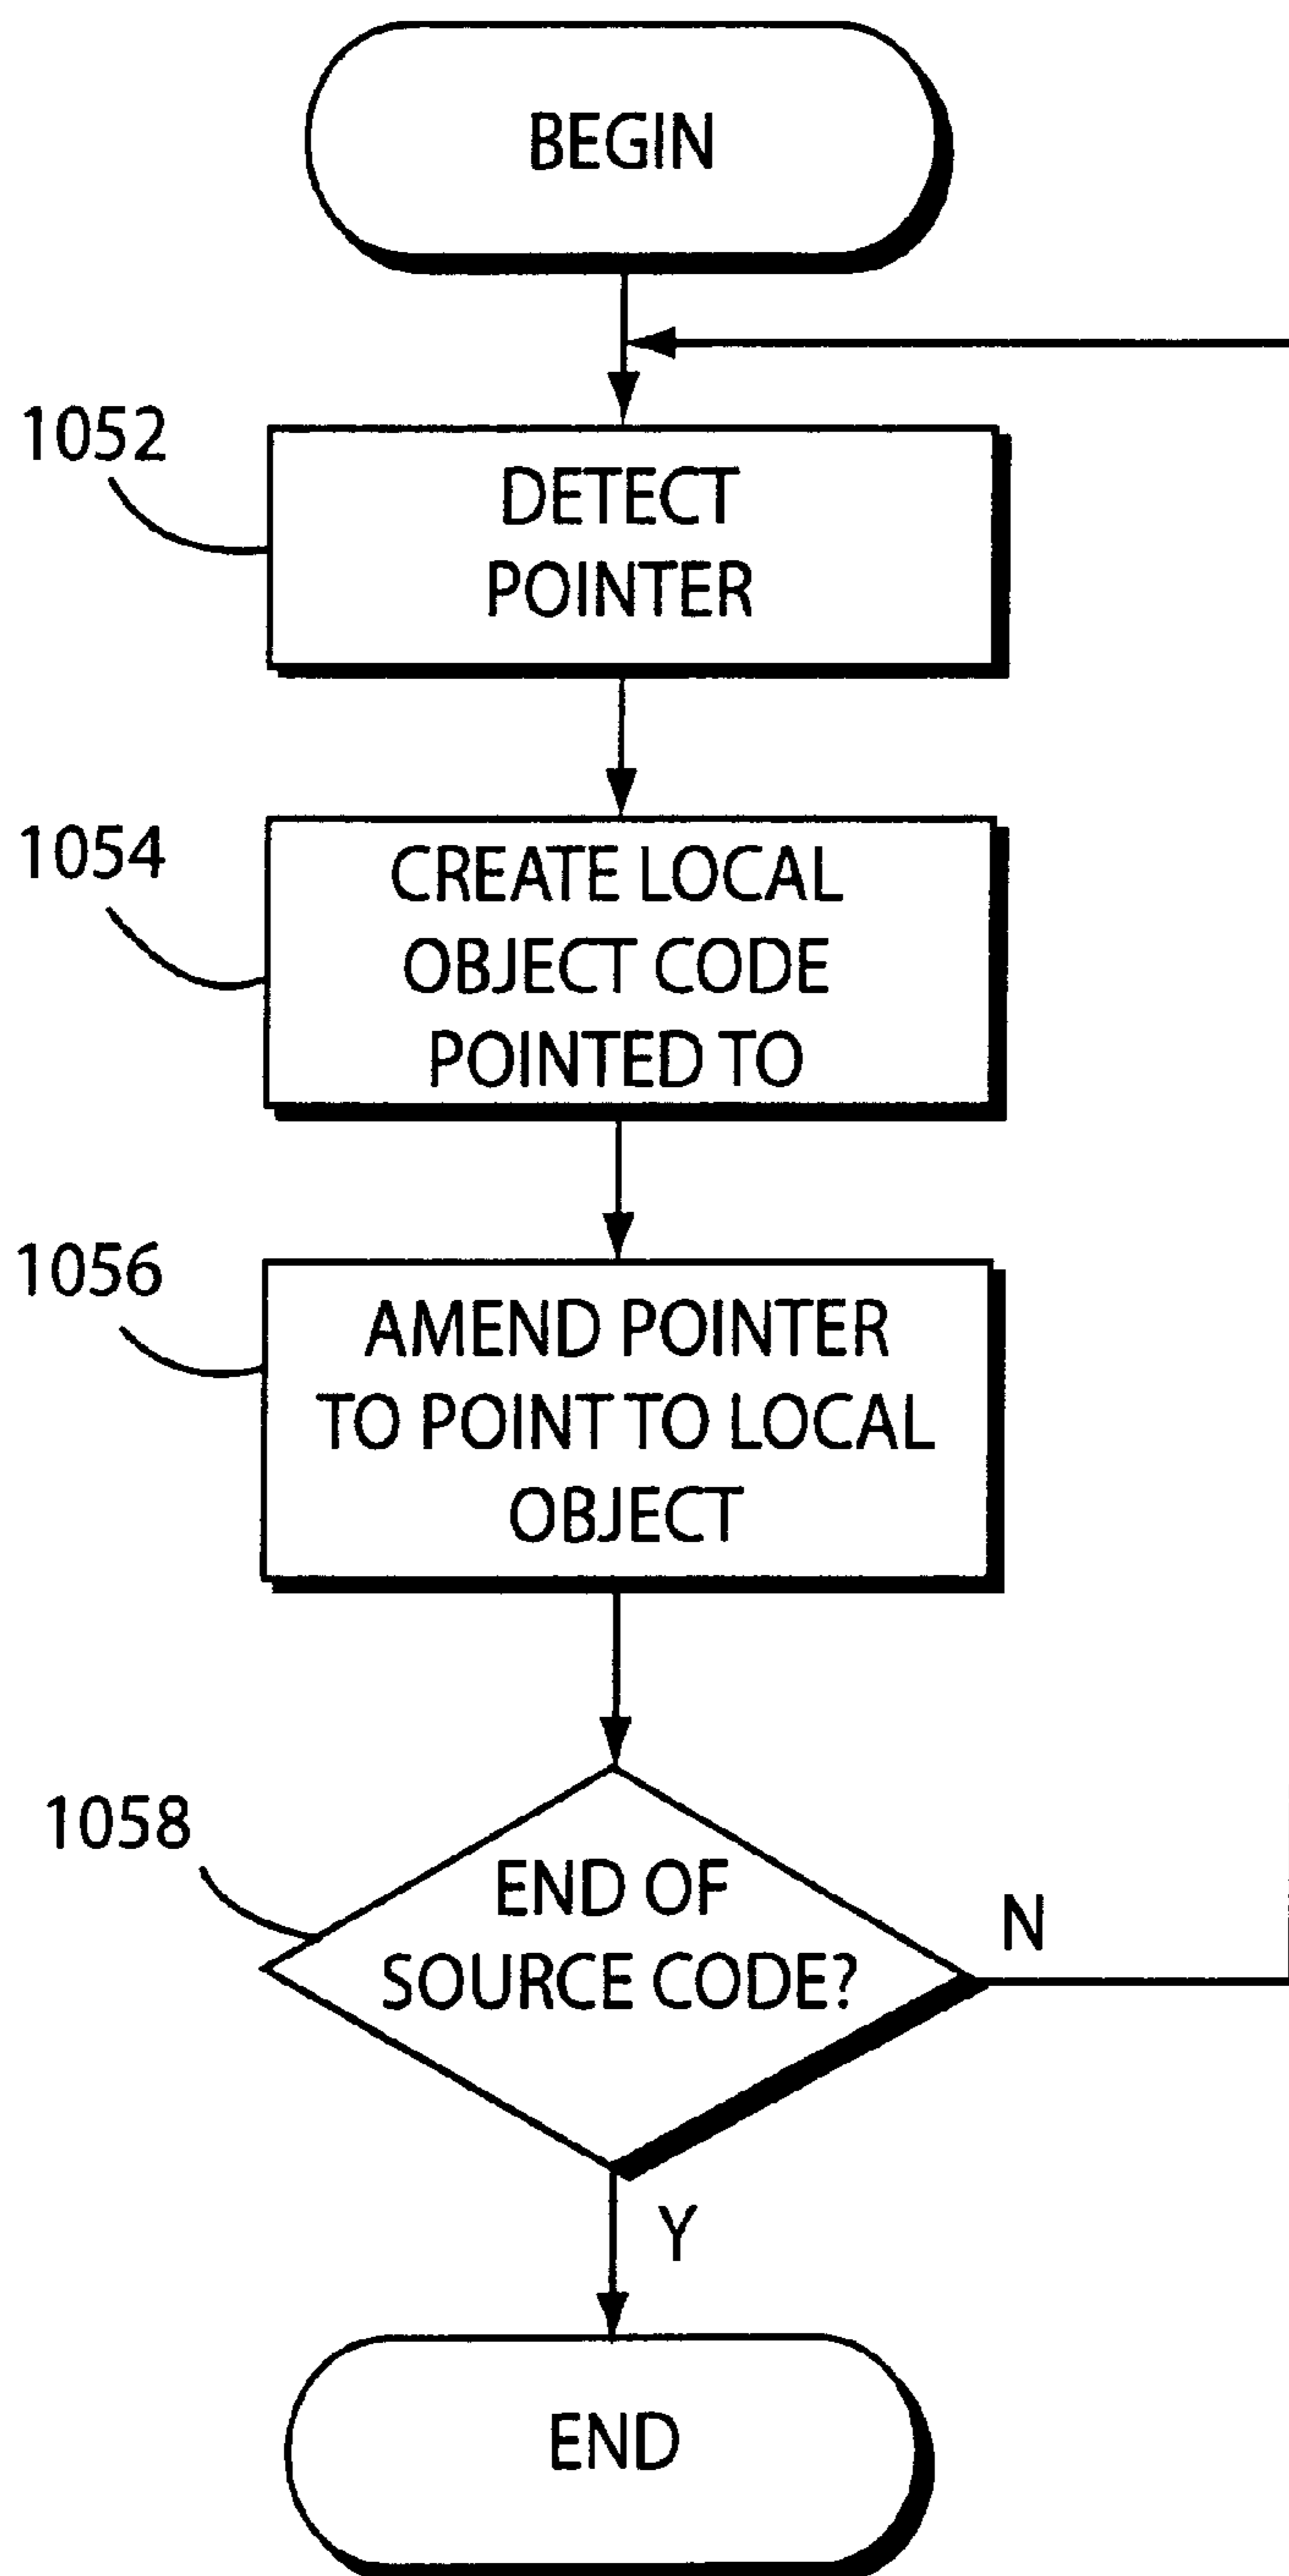 BEGIN
1052
DETECT
POINTER
1054
CREATE LOCAL
OBJECT CODE
POINTED TO
1056
AMEND POINTER
TO POINT TO LOCAL
OBJECT
1058
END OF
SOURCE CODE?
N
Y
END